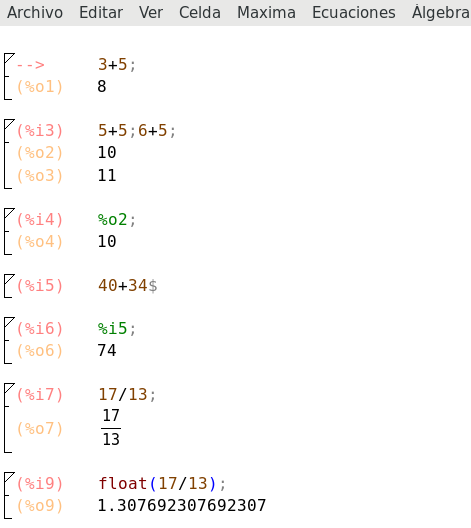 Archivo Editar Ver Celda Maxima Ecuaciones Álgebra
--> 3+5;
(%o1) 8
(%i3) 5+5;6+5;
(%o2) 10
(%o3) 11
(%i4) %o2;
(%o4) 10
(%i5) 40+34$
(%i6) %i5;
(%o6) 74
(%i7) 17/13;
(%o7) 17/13
(%i9) float(17/13);
(%o9) 1.307692307692307